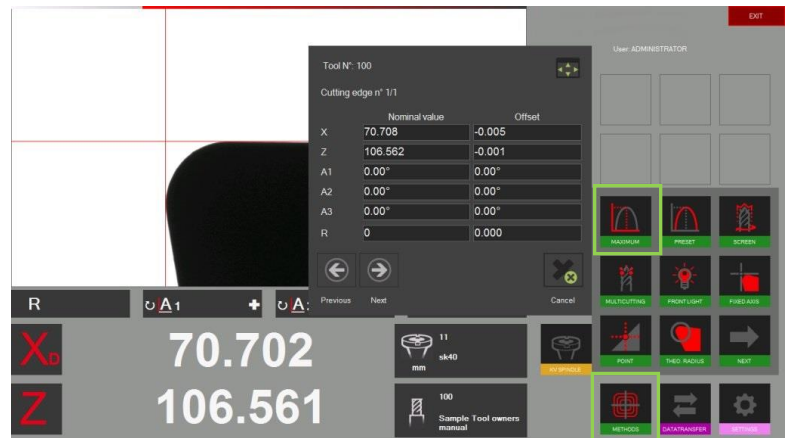 EXIT
User: ADMINISTRATOR
Tool N°: 100
Cutting edge n° 1/1
Nominal value Offset
X 70.708 -0.005
Z 106.562 -0.001
A1 0.00° 0.00°
A2 0.00° 0.00°
A3 0.00° 0.00°
R 0 0.000
Previous Next Cancel
MAXIMUM PRESET SCREEN
MULTICUTTING FRONT LIGHT FIXED AXIS
POINT THEO. RADIUS NEXT
METHODS DATATRANSFER SETTINGS
R A1 A
XD 70.702
Z 106.561
11
sk40
mm
KV SPINDLE
100
Sample Tool owners
manual